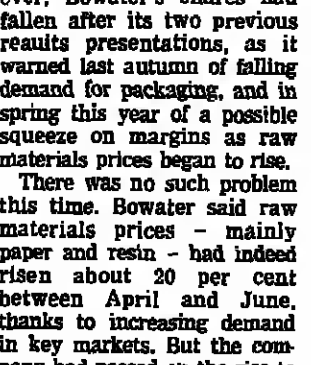 ever, Bowater's shares had
fallen after its two previous
reauits presentations, as it
warned last autumn of falling
demand for packaging, and in
spring this year of a possible
squeeze on margins as raw
materials prices began to rise.
There was no such problem
this time. Bowater said raw
materials prices – mainly
paper and resin – had indeed
risen about 20 per cent
between April and June,
thanks to increasing demand
in key markets. But the com-